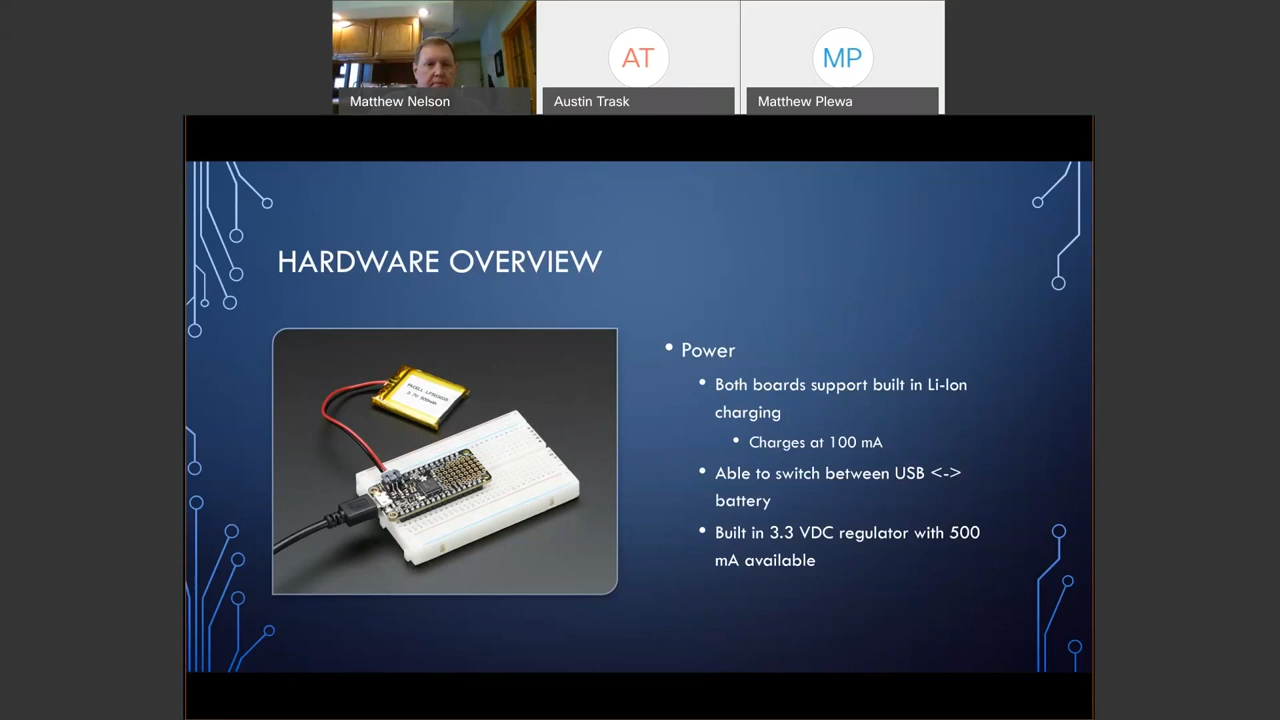 AT
MP
Matthew Nelson
Austin Trask
Matthew Plewa
HARDWARE OVERVIEW
• Power
• Both boards support built in Li-Ion
charging
• Charges at 100 mA
• Able to switch between USB <->
battery
• Built in 3.3 VDC regulator with 500
mA available